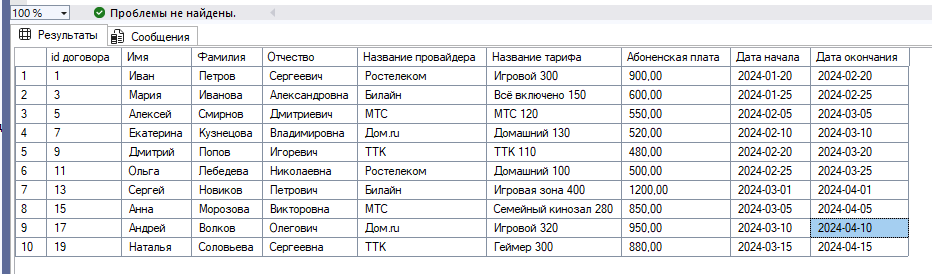 100 %
Проблемы не найдены.
Результаты
Сообщения
id договора Имя Фамилия Отчество Название провайдера Название тарифа Абоненская плата Дата начала Дата окончания
1 1 Иван Петров Сергеевич Ростелеком Игровой 300 900,00 2024-01-20 2024-02-20
2 3 Мария Иванова Александровна Билайн Всё включено 150 600,00 2024-01-25 2024-02-25
3 5 Алексей Смирнов Дмитриевич МТС МТС 120 550,00 2024-02-05 2024-03-05
4 7 Екатерина Кузнецова Владимировна Дом.ru Домашний 130 520,00 2024-02-10 2024-03-10
5 9 Дмитрий Попов Игоревич ТТК ТТК 110 480,00 2024-02-20 2024-03-20
6 11 Ольга Лебедева Николаевна Ростелеком Домашний 100 500,00 2024-02-25 2024-03-25
7 13 Сергей Новиков Петрович Билайн Игровая зона 400 1200,00 2024-03-01 2024-04-01
8 15 Анна Морозова Викторовна МТС Семейный кинозал 280 850,00 2024-03-05 2024-04-05
9 17 Андрей Волков Олегович Дом.ru Игровой 320 950,00 2024-03-10 2024-04-10
10 19 Наталья Соловьева Сергеевна ТТК Геймер 300 880,00 2024-03-15 2024-04-15